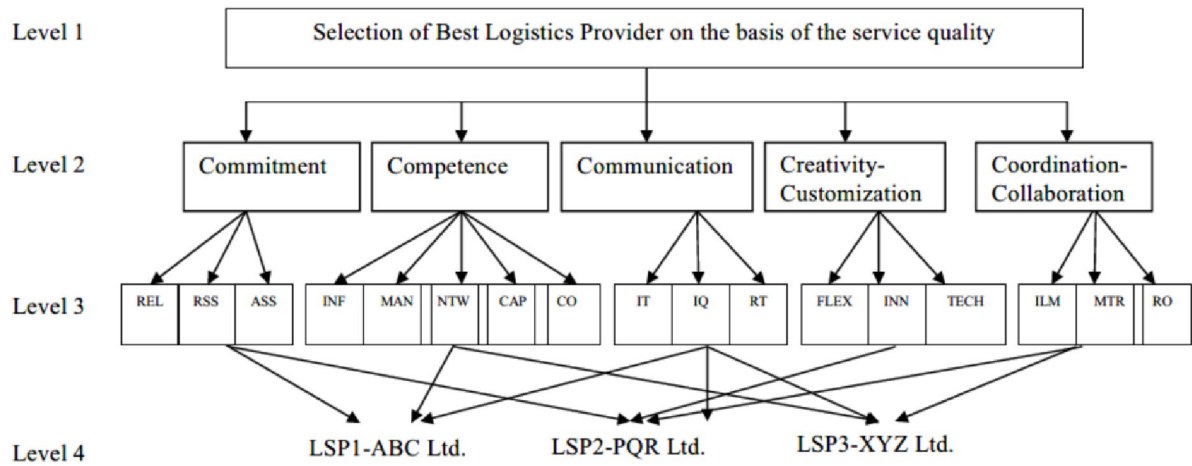 Level 1
Selection of Best Logistics Provider on the basis of the service quality
Level 2
Commitment
Competence
Communication
Creativity-
Customization
Coordination-
Collaboration
Level 3
REL RSS ASS
INF MAN NTW CAP CO
IT IQ RT
FLEX INN TECH
ILM MTR RO
Level 4
LSP1-ABC Ltd.
LSP2-PQR Ltd.
LSP3-XYZ Ltd.